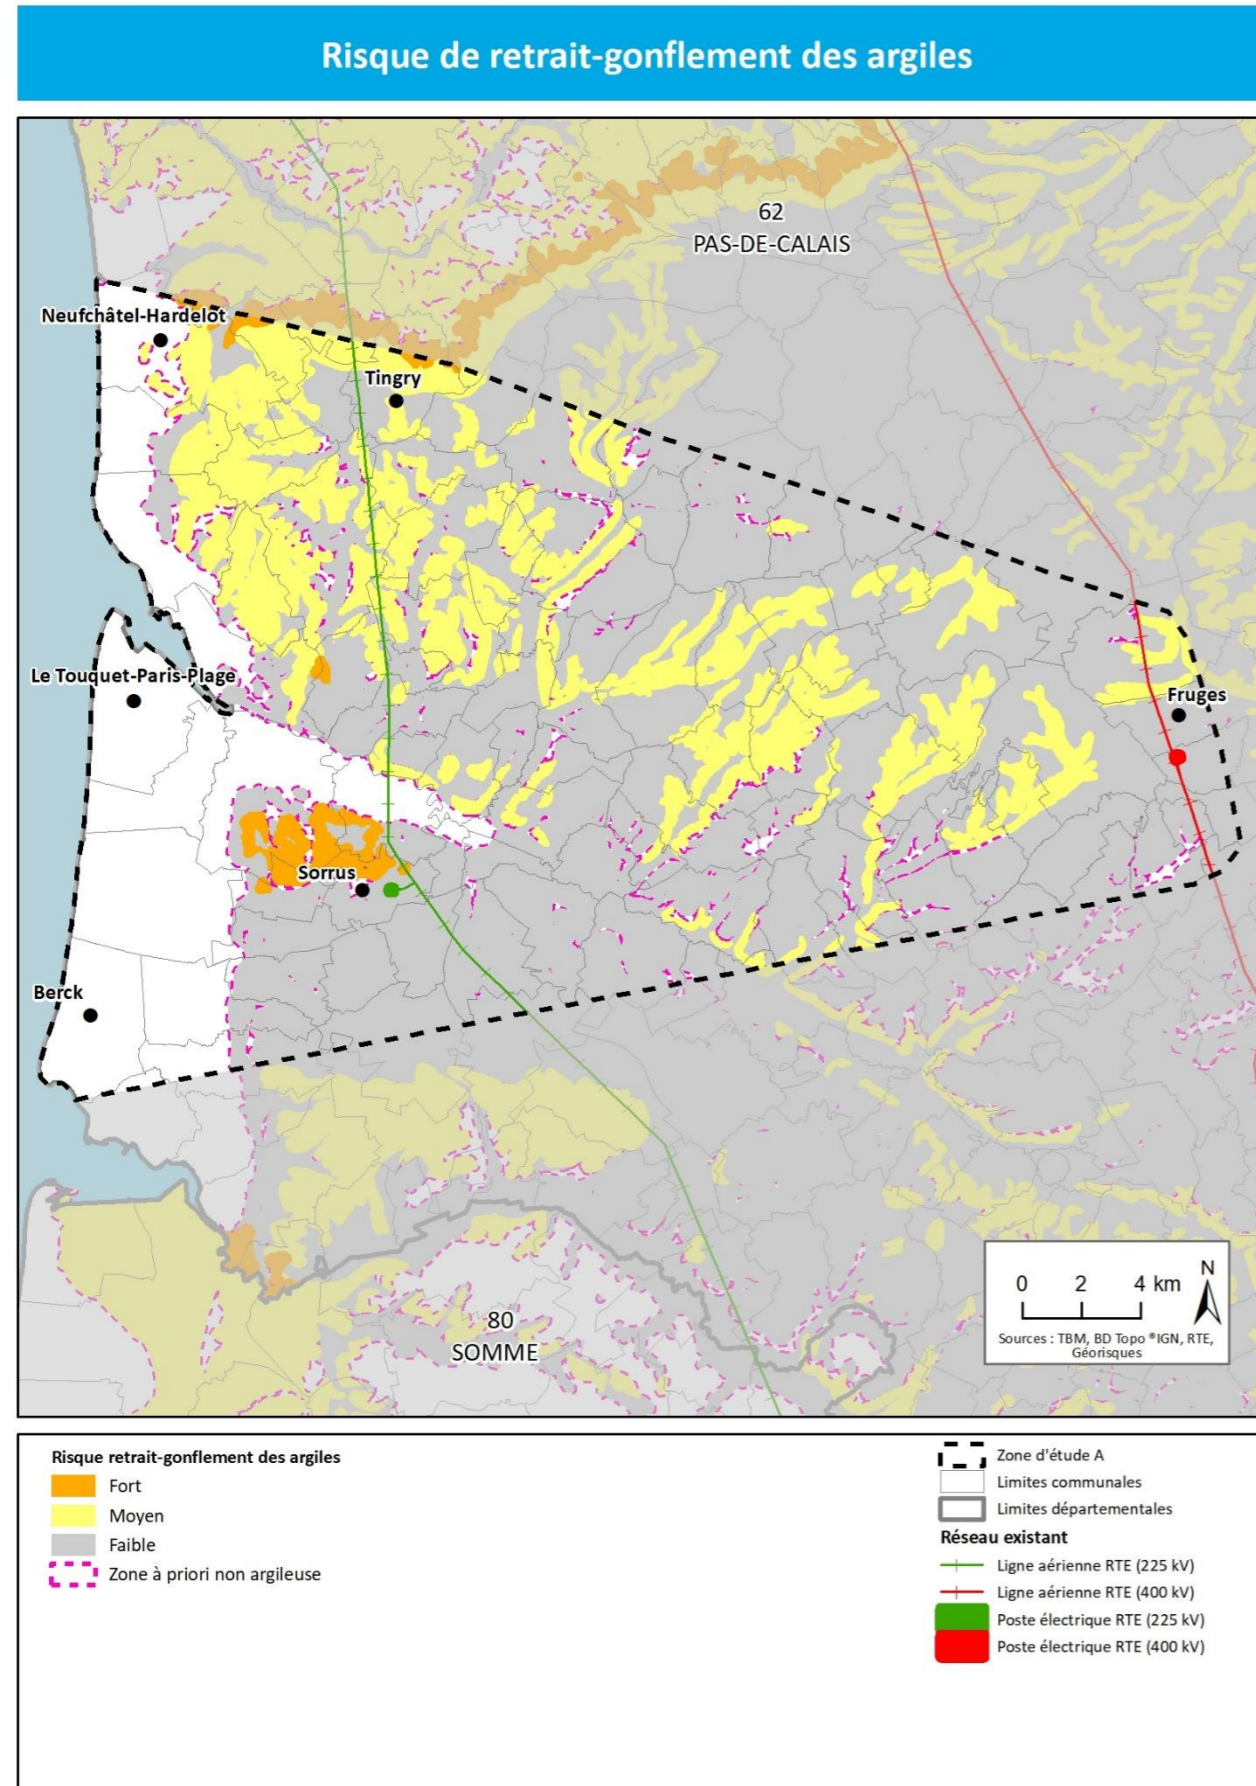 Risque de retrait-gonflement des argiles
62
PAS-DE-CALAIS
Neufchâtel-Hardelot
Tingry
Le Touquet-Paris-Plage
Fruges
Sorrus
Berck
80
SOMME
0 2 4 km
N
Sources : TBM, BD Topo ®IGN, RTE,
Géorisques
Risque retrait-gonflement des argiles
Fort
Moyen
Faible
Zone à priori non argileuse
Zone d'étude A
Limites communales
Limites départementales
Réseau existant
Ligne aérienne RTE (225 kV)
Ligne aérienne RTE (400 kV)
Poste électrique RTE (225 kV)
Poste électrique RTE (400 kV)